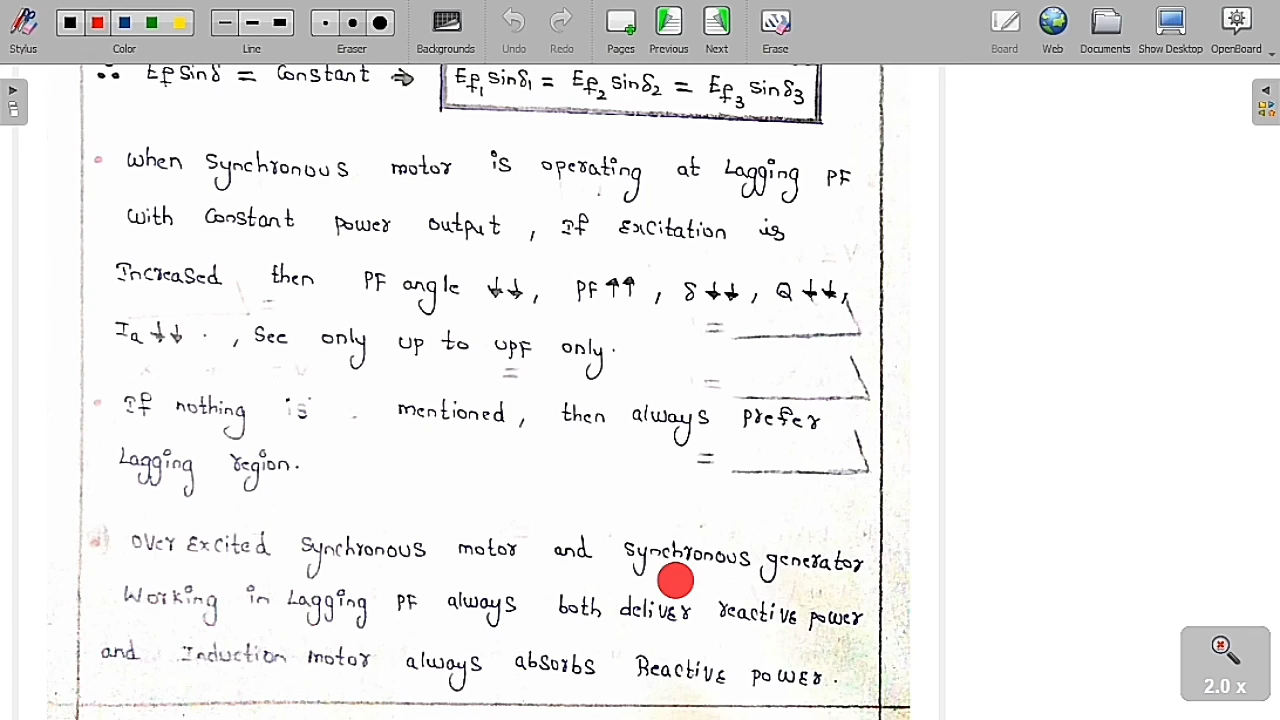 Stylus Color Line Eraser Backgrounds Undo Redo Pages Previous Next Erase Board Web Documents Show Desktop OpenBoard
∴ Ef Sinδ = Constant ⇒ Ef₁ Sinδ₁ = Ef₂ Sinδ₂ = Ef₃ Sinδ₃
• When Synchronous motor is operating at Lagging PF
with Constant power output, If Excitation is
Increased then PF angle ↓↓, PF↑↑, δ↓↓, Q↓↓,
Ia↓↓ ., See only up to UPF only.
• If nothing is mentioned, then always prefer
Lagging region.
• Over Excited Synchronous motor and Synchronous generator
Working in Lagging PF always both deliver reactive power
and Induction motor always absorbs Reactive power.
2.0 x